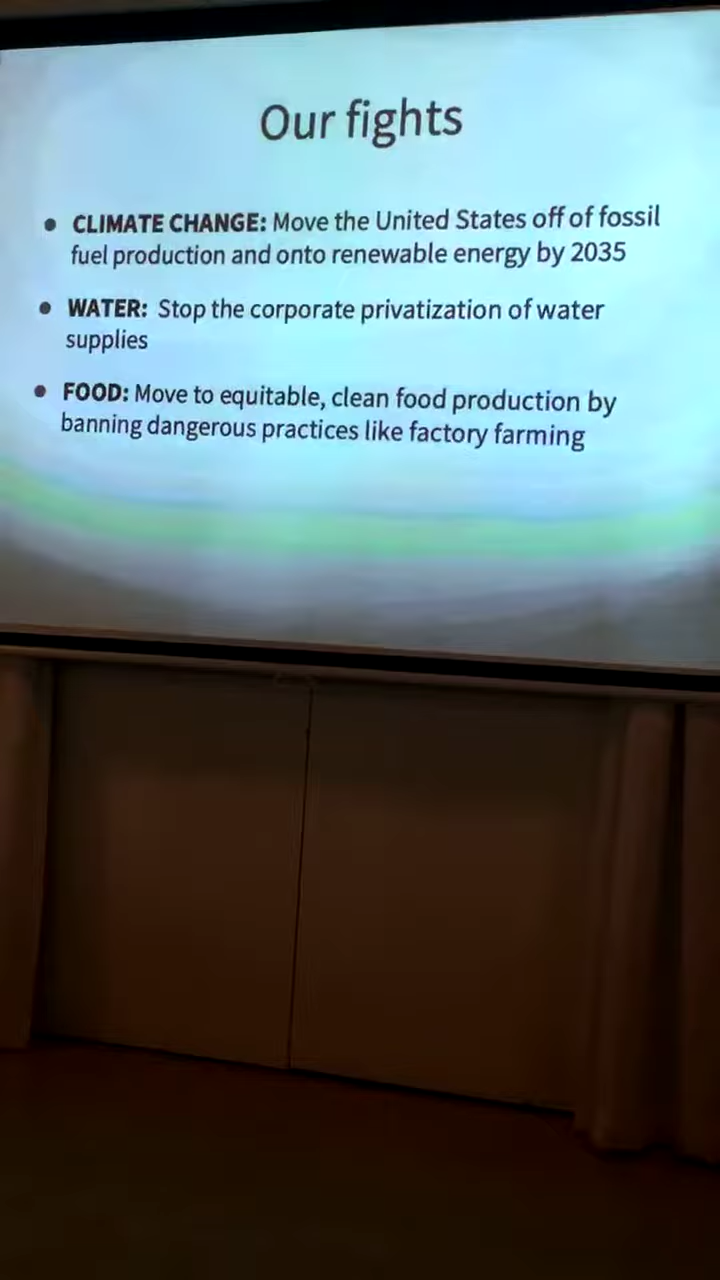 Our fights
● CLIMATE CHANGE: Move the United States off of fossil
fuel production and onto renewable energy by 2035
● WATER: Stop the corporate privatization of water
supplies
● FOOD: Move to equitable, clean food production by
banning dangerous practices like factory farming